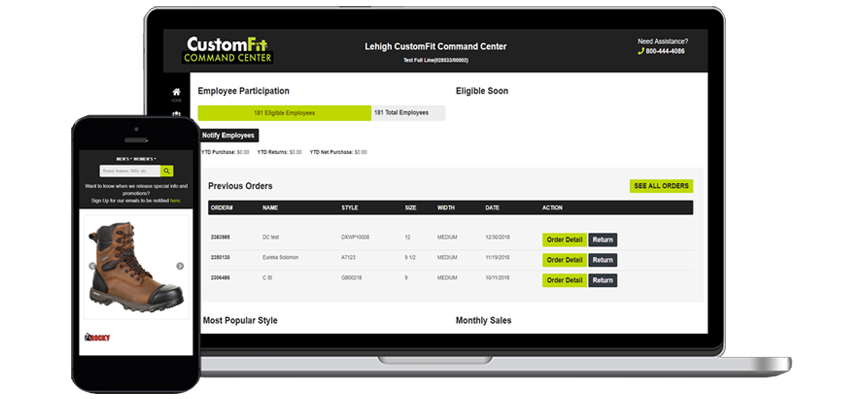 CustomFit
COMMAND CENTER
Lehigh CustomFit Command Center
Test Full Line(028533/00003)
Need Assistance?
800-444-4086
HOME
Employee Participation
Eligible Soon
181 Eligible Employees
181 Total Employees
Notify Employees
YTD Purchase: $0.00 YTD Returns: $0.00 YTD Net Purchase: $0.00
Previous Orders
SEE ALL ORDERS
ORDER# NAME STYLE SIZE WIDTH DATE ACTION
2383985 DC test DXWP10008 12 MEDIUM 12/30/2018 Order Detail Return
2350130 Eureka Solomon A7123 9 1/2 MEDIUM 11/19/2018 Order Detail Return
2306486 C St GB00218 9 MEDIUM 10/11/2018 Order Detail Return
Most Popular Style
Monthly Sales
MEN'S WOMEN'S
Brand, feature, SKU, etc.
Want to know when we release special info and
promotions?
Sign Up for our emails to be notified here.
ROCKY